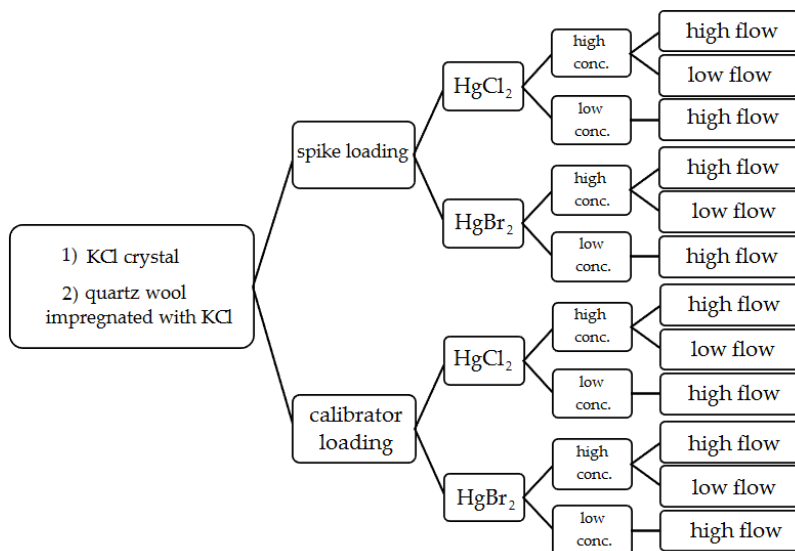 1) KCl crystal
2) quartz wool
impregnated with KCl
spike loading
calibrator
loading
HgCl₂
HgBr₂
HgCl₂
HgBr₂
high
conc.
low
conc.
high
conc.
low
conc.
high
conc.
low
conc.
high
conc.
low
conc.
high flow
low flow
high flow
high flow
low flow
high flow
high flow
low flow
high flow
high flow
low flow
high flow